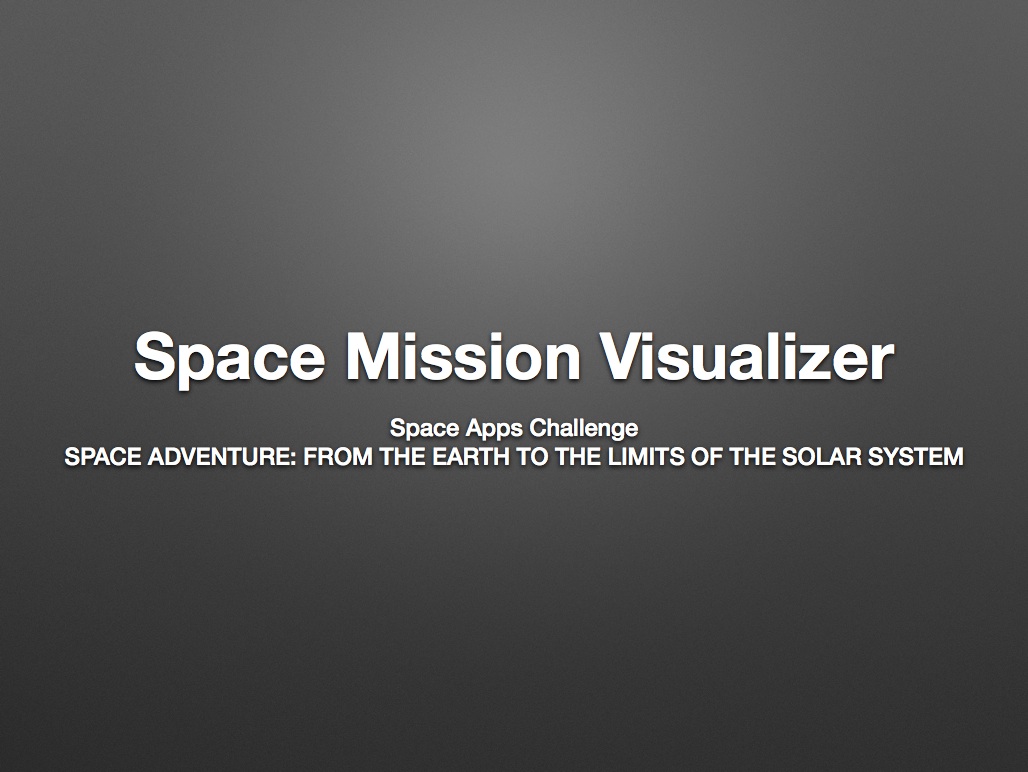 Space Mission Visualizer
Space Apps Challenge
SPACE ADVENTURE: FROM THE EARTH TO THE LIMITS OF THE SOLAR SYSTEM